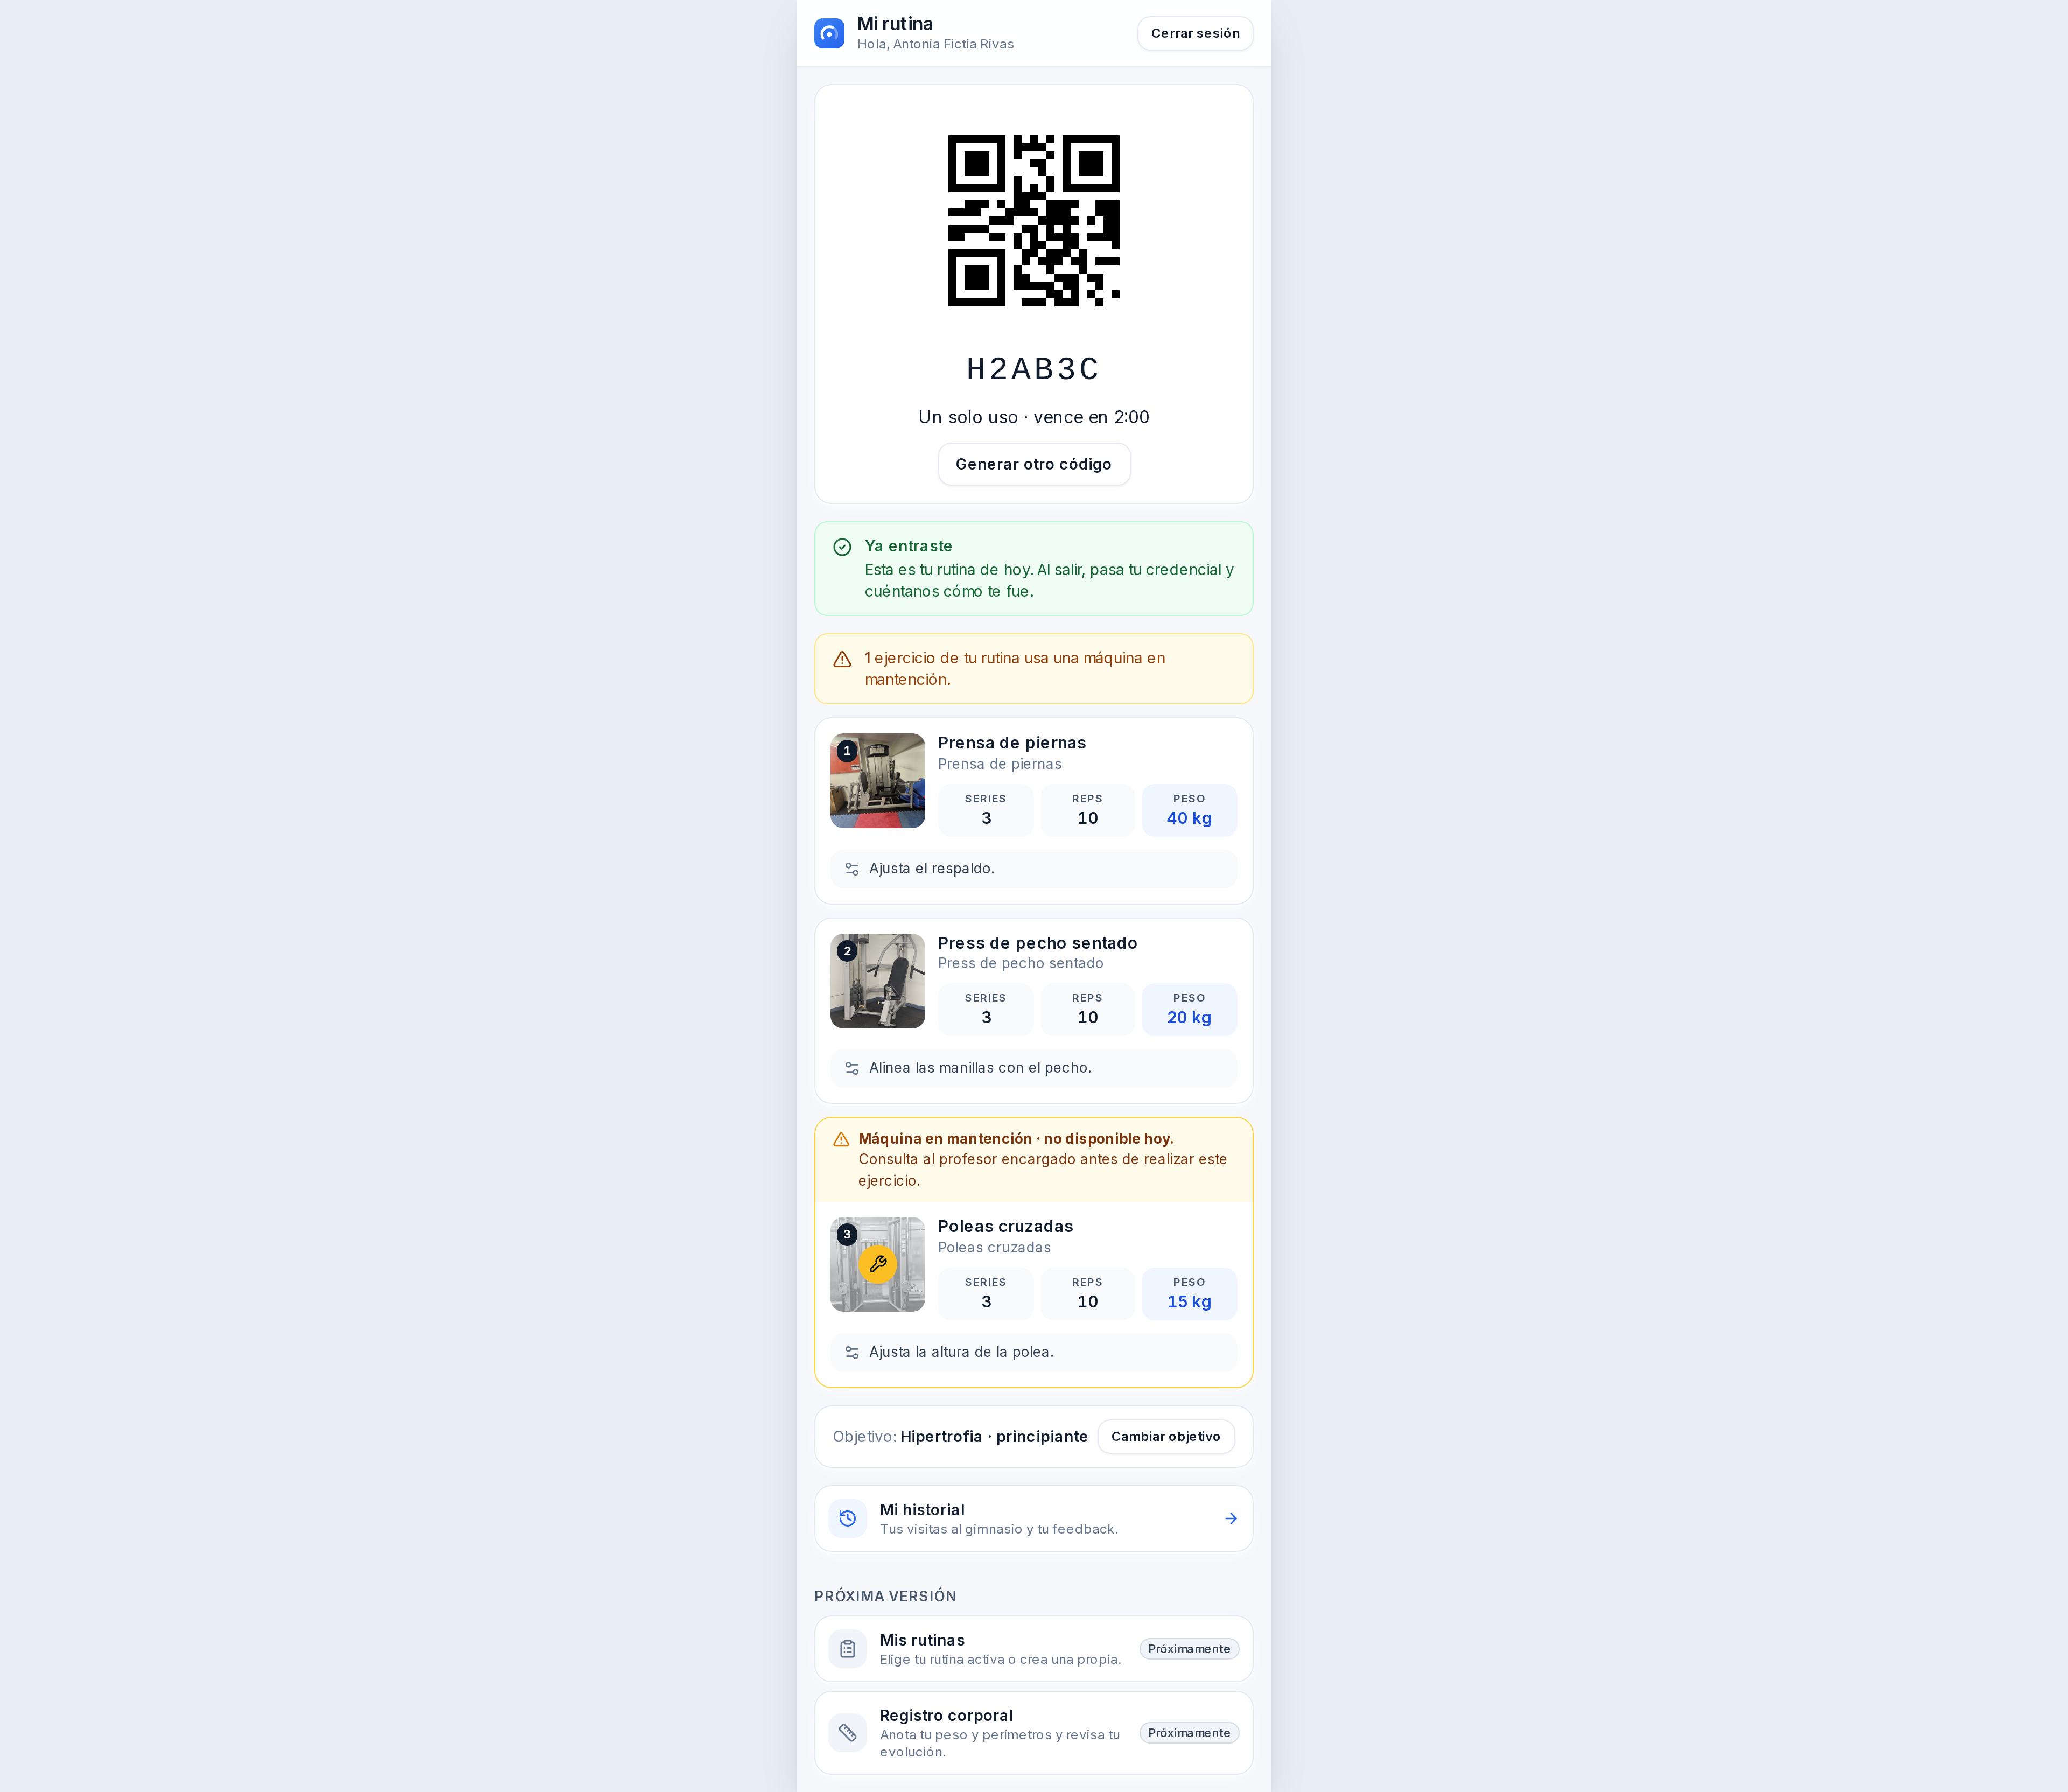 Mi rutina
Hola, Antonia Fictia Rivas
Cerrar sesión
H2AB3C
Un solo uso · vence en 2:00
Generar otro código
Ya entraste
Esta es tu rutina de hoy. Al salir, pasa tu credencial y
cuéntanos cómo te fue.
1 ejercicio de tu rutina usa una máquina en
mantención.
1
Prensa de piernas
Prensa de piernas
SERIES REPS PESO
3 10 40 kg
Ajusta el respaldo.
2
Press de pecho sentado
Press de pecho sentado
SERIES REPS PESO
3 10 20 kg
Alinea las manillas con el pecho.
Máquina en mantención · no disponible hoy.
Consulta al profesor encargado antes de realizar este
ejercicio.
3
Poleas cruzadas
Poleas cruzadas
SERIES REPS PESO
3 10 15 kg
Ajusta la altura de la polea.
Objetivo: Hipertrofia · principiante
Cambiar objetivo
Mi historial
Tus visitas al gimnasio y tu feedback.
PRÓXIMA VERSIÓN
Mis rutinas
Elige tu rutina activa o crea una propia.
Próximamente
Registro corporal
Anota tu peso y perímetros y revisa tu
evolución.
Próximamente